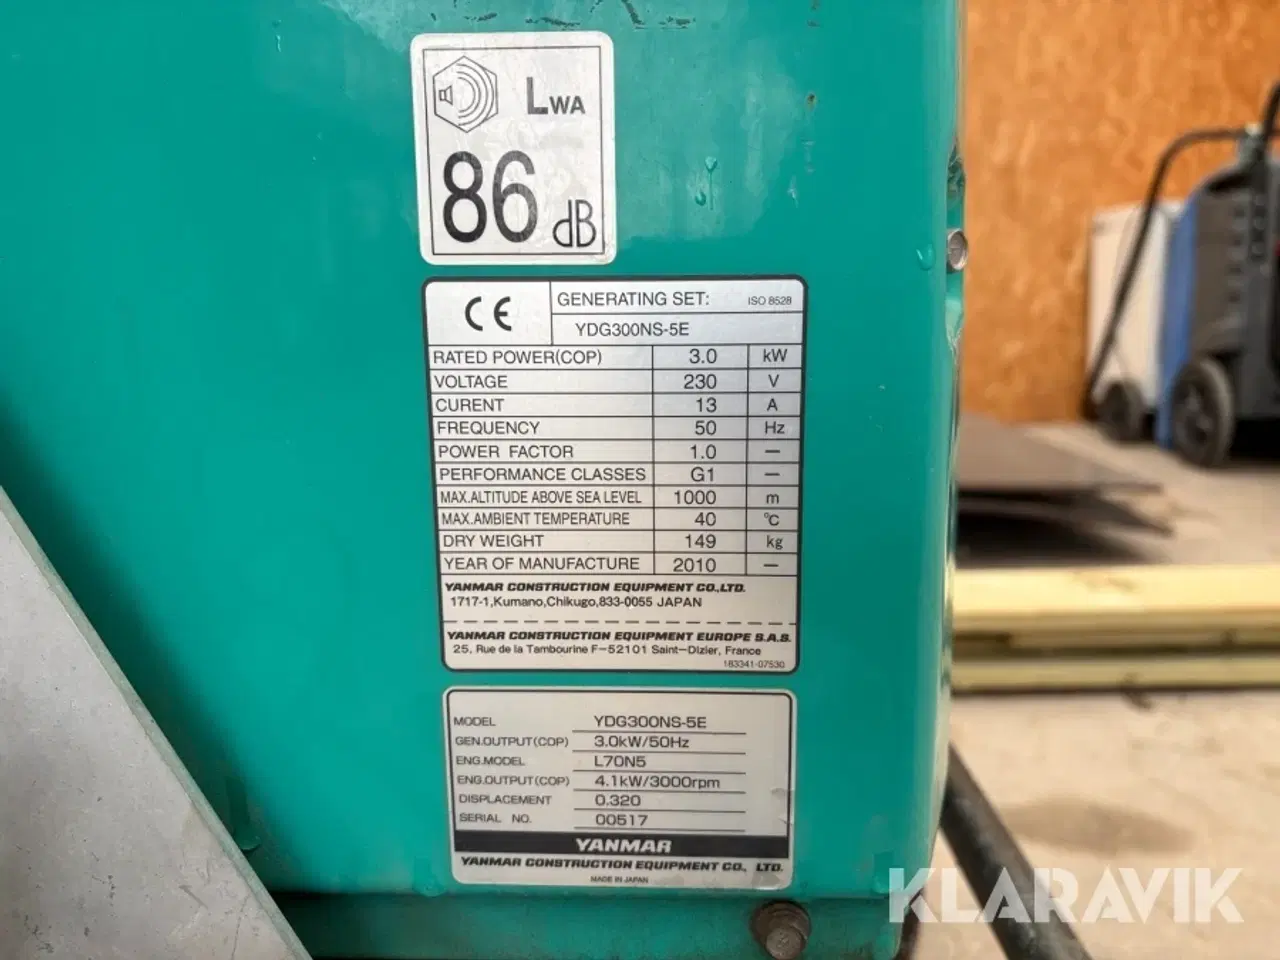 LWA
86 dB
CE
GENERATING SET: ISO 8528
YDG300NS-5E
RATED POWER(COP) 3.0 kW
VOLTAGE 230 V
CURENT 13 A
FREQUENCY 50 Hz
POWER FACTOR 1.0 —
PERFORMANCE CLASSES G1 —
MAX.ALTITUDE ABOVE SEA LEVEL 1000 m
MAX.AMBIENT TEMPERATURE 40 °C
DRY WEIGHT 149 kg
YEAR OF MANUFACTURE 2010 —
YANMAR CONSTRUCTION EQUIPMENT CO.,LTD.
1717-1,Kumano,Chikugo,833-0055 JAPAN
YANMAR CONSTRUCTION EQUIPMENT EUROPE S.A.S.
25, Rue de la Tambourine F-52101 Saint-Dizier, France
183341-07530
MODEL YDG300NS-5E
GEN.OUTPUT(COP) 3.0kW/50Hz
ENG.MODEL L70N5
ENG.OUTPUT(COP) 4.1kW/3000rpm
DISPLACEMENT 0.320
SERIAL NO. 00517
YANMAR
YANMAR CONSTRUCTION EQUIPMENT CO., LTD.
MADE IN JAPAN
KLARAVIK